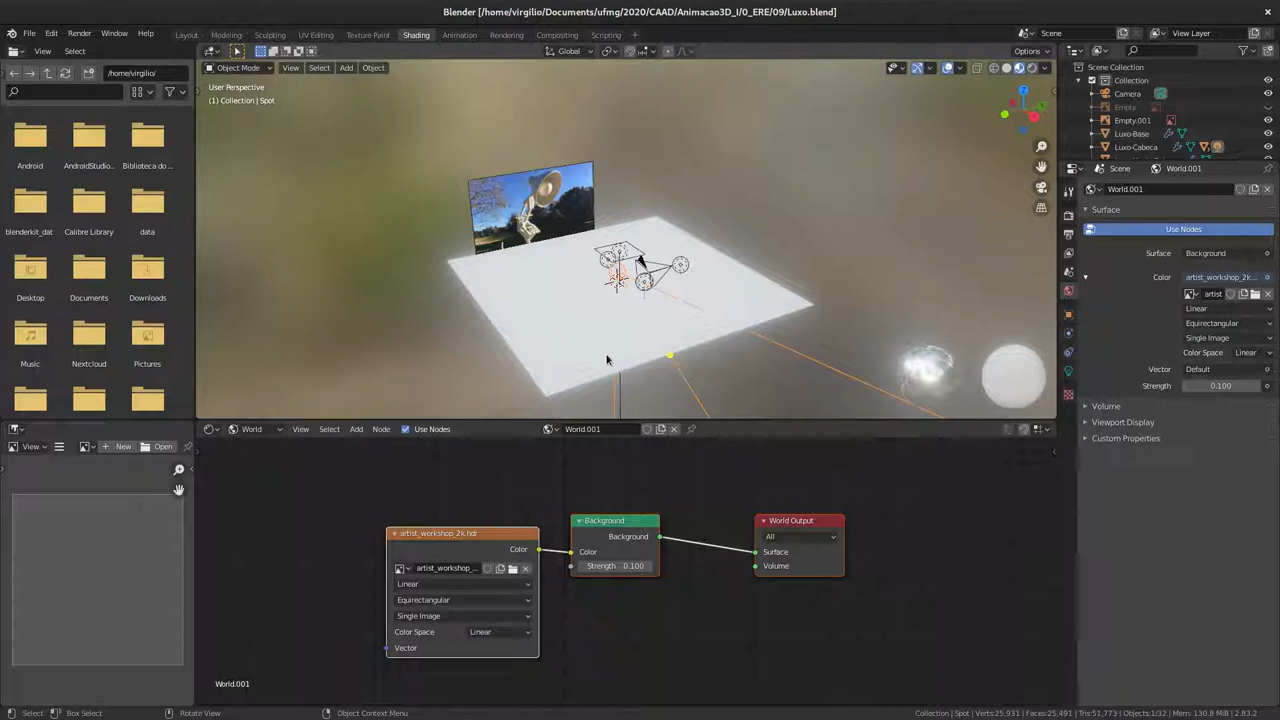 Blender [/home/virgilio/Documents/ufmg/2020/CAAD/Animacao3D_I/0_ERE/09/Luxo.blend]
File Edit Render Window Help Layout Modeling Sculpting UV Editing Texture Paint Shading Animation Rendering Compositing Scripting Scene View Layer
View Select Global Options
/home/virgilio/ Object Mode View Select Add Object Scene Collection
User Perspective
(1) Collection | Spot
Collection
Camera
Empty
Empty.001
Luxo-Base
Luxo-Cabeca
Android AndroidStudio... Biblioteca do ...
Scene World.001
World.001
blenderkit_dat Calibre Library data
Surface
Use Nodes
Surface Background
Color artist_workshop_2k...
artist
Linear
Equirectangular
Single Image
Color Space Linear
Vector Default
Strength 0.100
Desktop Documents Downloads
Music Nextcloud Pictures
Volume
Viewport Display
Custom Properties
World View Select Add Node Use Nodes World.001
View New Open
artist_workshop_2k.hdr
Color
artist_workshop_...
Linear
Equirectangular
Single Image
Color Space Linear
Vector
Background
Background
Color
Strength 0.100
World Output
All
Surface
Volume
World.001
Select Box Select Rotate View Object Context Menu Collection | Spot | Verts:25,931 | Faces:25,491 | Tris:51,773 | Objects:1/32 | Mem: 130.8 MiB | 2.83.2